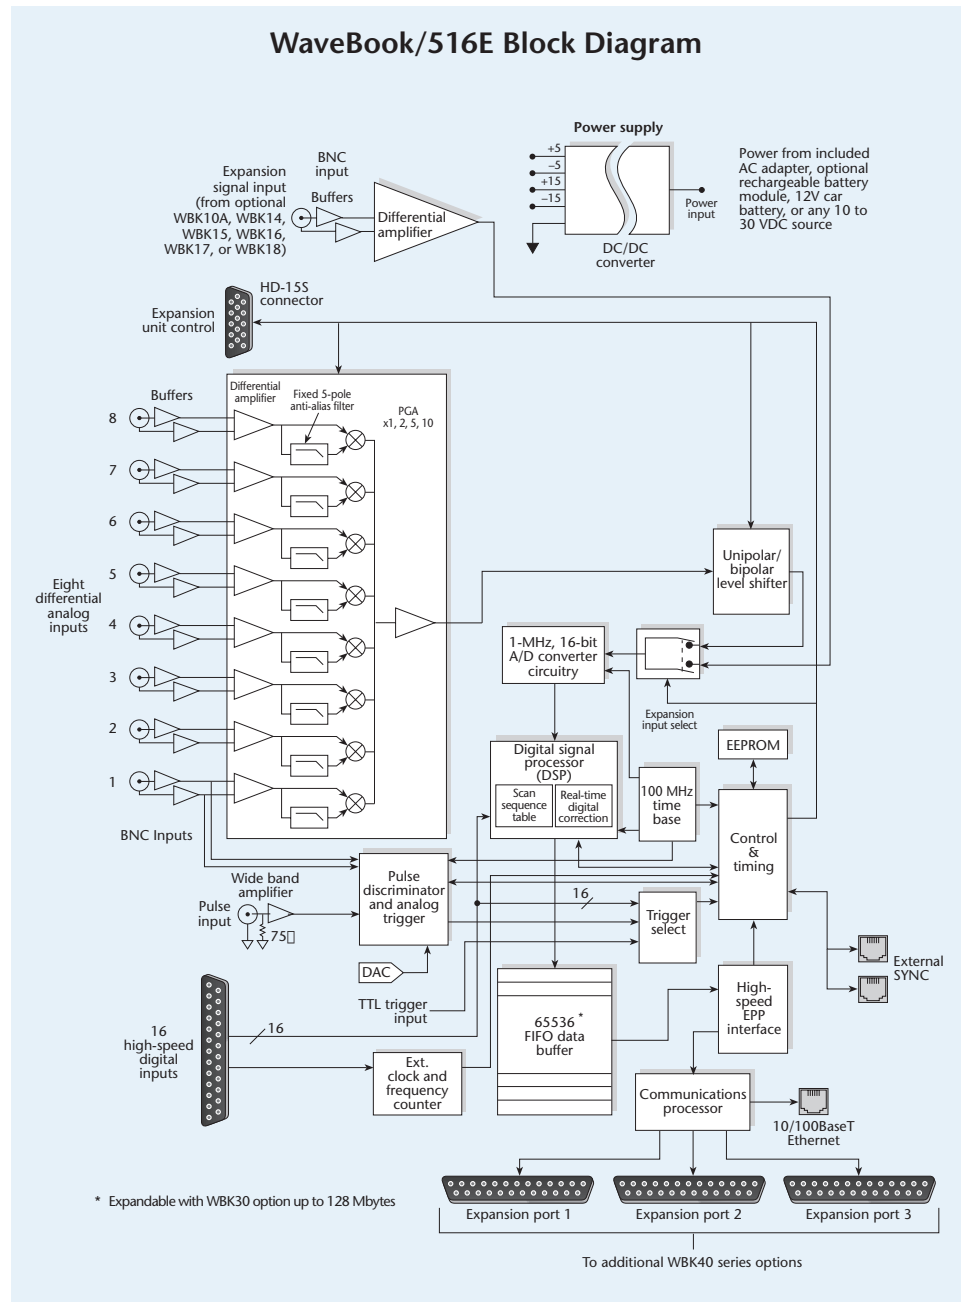 WaveBook/516E Block Diagram
Power supply
+5
–5
+15
–15
Power
input
DC/DC
converter
Power from included
AC adapter, optional
rechargeable battery
module, 12V car
battery, or any 10 to
30 VDC source
BNC
input
Expansion
signal input
(from optional
WBK10A, WBK14,
WBK15, WBK16,
WBK17, or WBK18)
Buffers
Differential
amplifier
HD-15S
connector
Expansion
unit control
Buffers
Differential
amplifier
Fixed 5-pole
anti-alias filter
PGA
x1, 2, 5, 10
8
7
6
5
4
3
2
1
Eight
differential
analog
inputs
BNC Inputs
Unipolar/
bipolar
level shifter
1-MHz, 16-bit
A/D converter
circuitry
Expansion
input select
Digital signal
processor
(DSP)
Scan
sequence
table
Real-time
digital
correction
100 MHz
time
base
EEPROM
Control
&
timing
Wide band
amplifier
Pulse
input
75▯
Pulse
discriminator
and analog
trigger
DAC
16
Trigger
select
TTL trigger
input
External
SYNC
16
high-speed
digital
inputs
16
Ext.
clock and
frequency
counter
65536 *
FIFO data
buffer
High-
speed
EPP
interface
Communications
processor
10/100BaseT
Ethernet
* Expandable with WBK30 option up to 128 Mbytes
Expansion port 1
Expansion port 2
Expansion port 3
To additional WBK40 series options